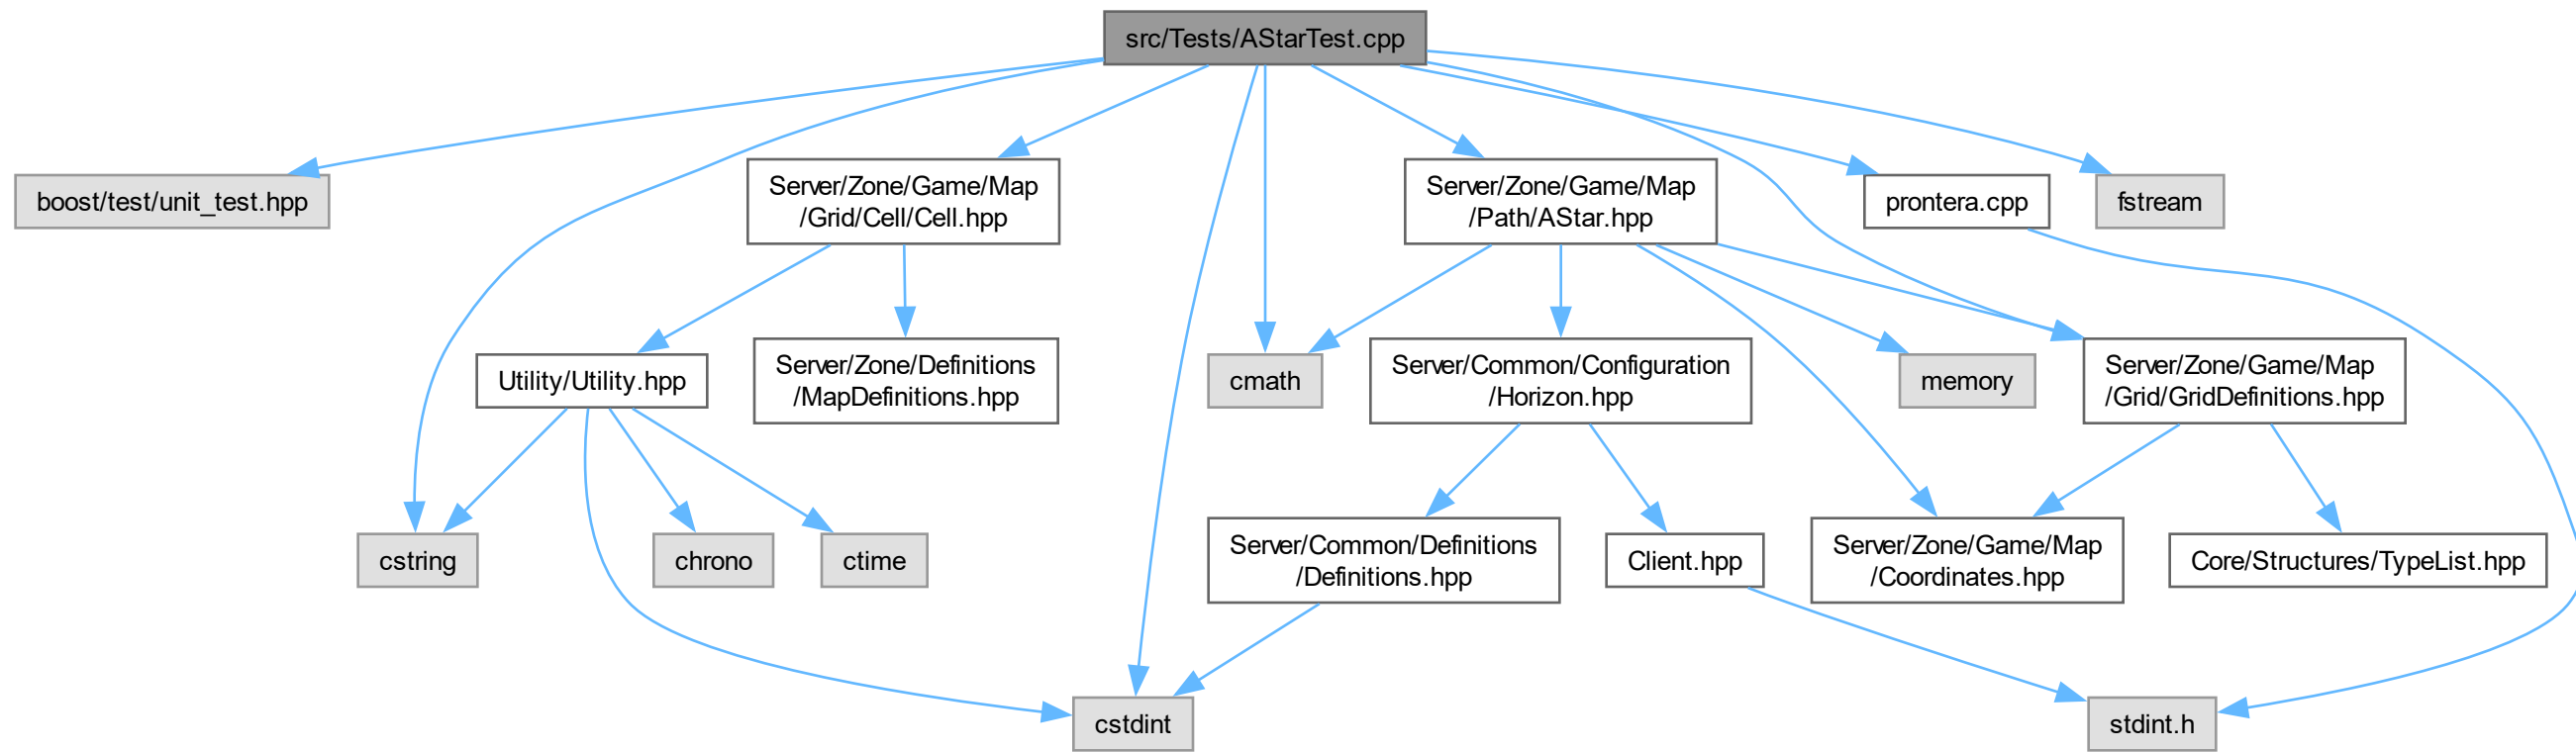 src/Tests/AStarTest.cpp
boost/test/unit_test.hpp
Server/Zone/Game/Map
/Grid/Cell/Cell.hpp
Server/Zone/Game/Map
/Path/AStar.hpp
prontera.cpp
fstream
Utility/Utility.hpp
Server/Zone/Definitions
/MapDefinitions.hpp
cmath
Server/Common/Configuration
/Horizon.hpp
memory
Server/Zone/Game/Map
/Grid/GridDefinitions.hpp
cstring
chrono
ctime
Server/Common/Definitions
/Definitions.hpp
Client.hpp
Server/Zone/Game/Map
/Coordinates.hpp
Core/Structures/TypeList.hpp
cstdint
stdint.h